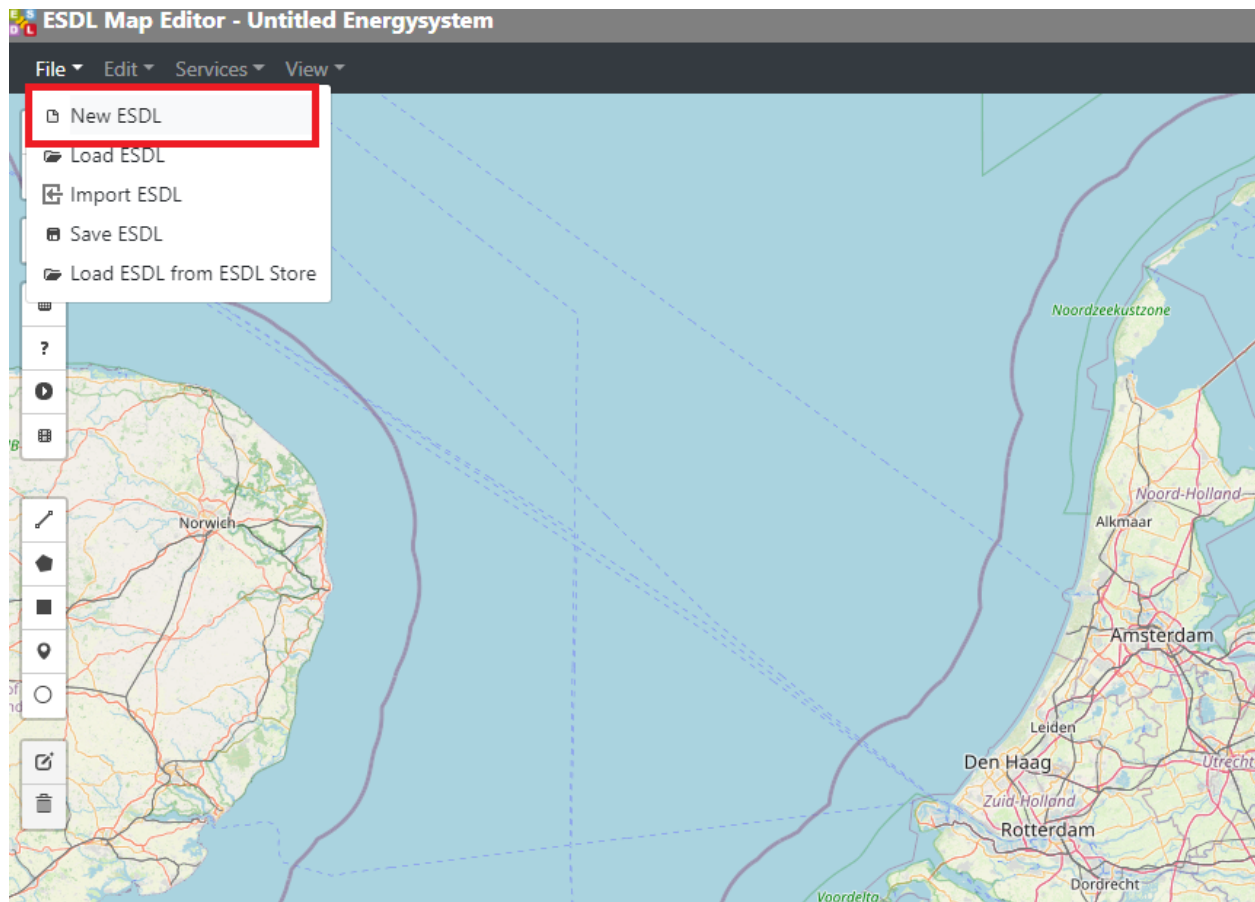 ESDL Map Editor - Untitled Energysystem
File Edit Services View
New ESDL
Load ESDL
Import ESDL
Save ESDL
Load ESDL from ESDL Store
Noordzeekustzone
?
Noord-Holland
Norwich
Alkmaar
Amsterdam
Leiden
Den Haag
Utrecht
Zuid-Holland
Rotterdam
Dordrecht
Voordelta